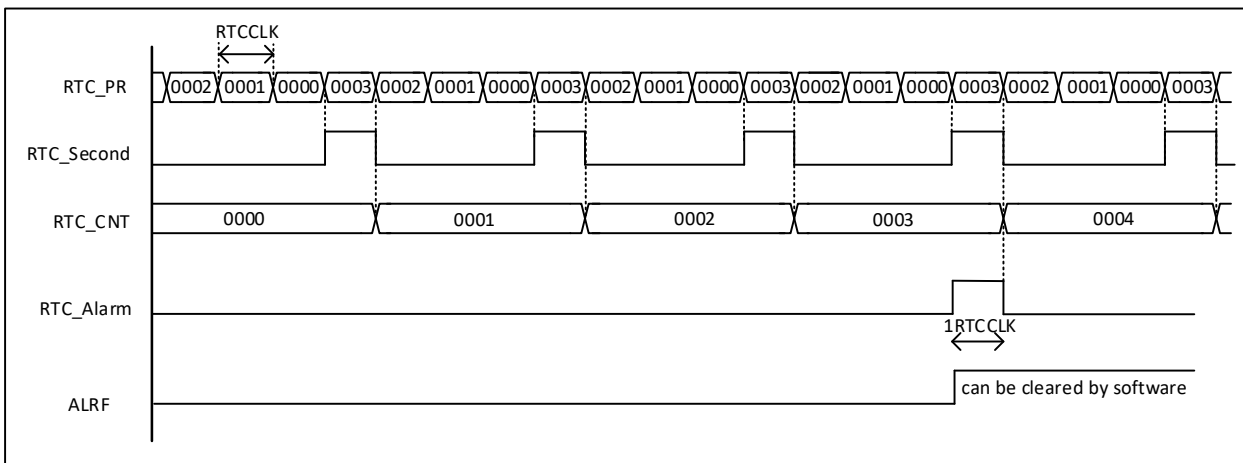 RTCCLK
RTC_PR 0002 0001 0000 0003 0002 0001 0000 0003 0002 0001 0000 0003 0002 0001 0000 0003 0002 0001 0000 0003
RTC_Second
RTC_CNT 0000 0001 0002 0003 0004
RTC_Alarm
1RTCCLK
can be cleared by software
ALRF